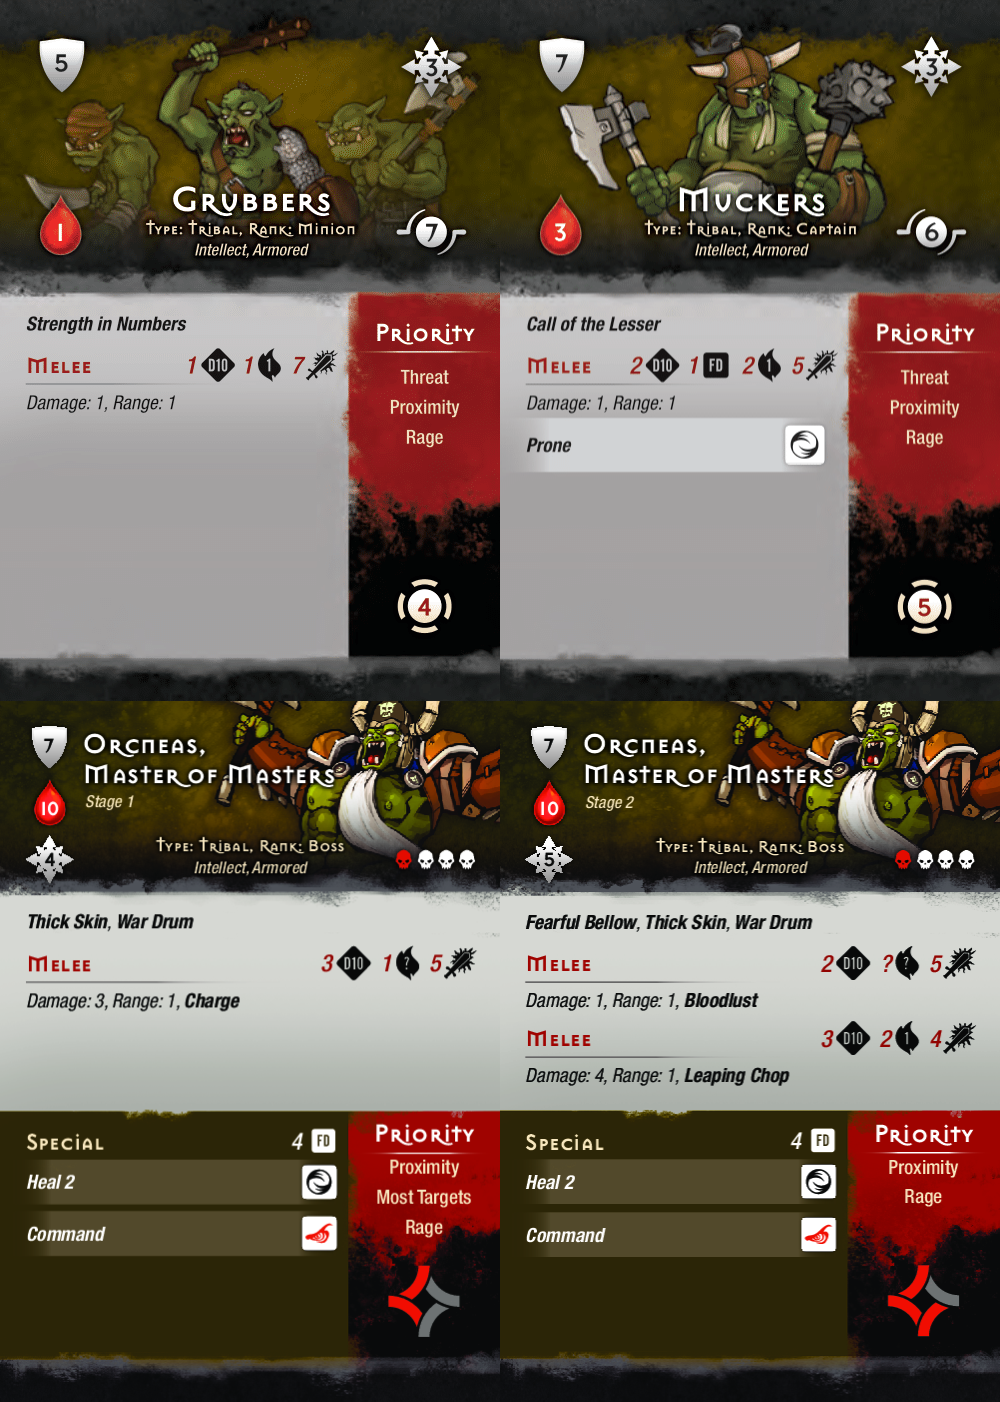 5
3
GRUBBERS
1
TYPE: TRIBAL, RANK: MINION
7
Intellect, Armored
Strength in Numbers
MELEE 1 D10 1 1 7
Damage: 1, Range: 1
PRIORITY
Threat
Proximity
Rage
4
7
3
MUCKERS
3
TYPE: TRIBAL, RANK: CAPTAIN
6
Intellect, Armored
Call of the Lesser
MELEE 2 D10 1 FD 2 1 5
Damage: 1, Range: 1
Prone
PRIORITY
Threat
Proximity
Rage
5
7
ORCNEAS,
MASTER OF MASTERS
10
Stage 1
4
TYPE: TRIBAL, RANK: BOSS
Intellect, Armored
Thick Skin, War Drum
MELEE 3 D10 1 ? 5
Damage: 3, Range: 1, Charge
SPECIAL 4 FD
Heal 2
Command
PRIORITY
Proximity
Most Targets
Rage
7
ORCNEAS,
MASTER OF MASTERS
10
Stage 2
5
TYPE: TRIBAL, RANK: BOSS
Intellect, Armored
Fearful Bellow, Thick Skin, War Drum
MELEE 2 D10 ? ? 5
Damage: 1, Range: 1, Bloodlust
MELEE 3 D10 2 1 4
Damage: 4, Range: 1, Leaping Chop
SPECIAL 4 FD
Heal 2
Command
PRIORITY
Proximity
Rage